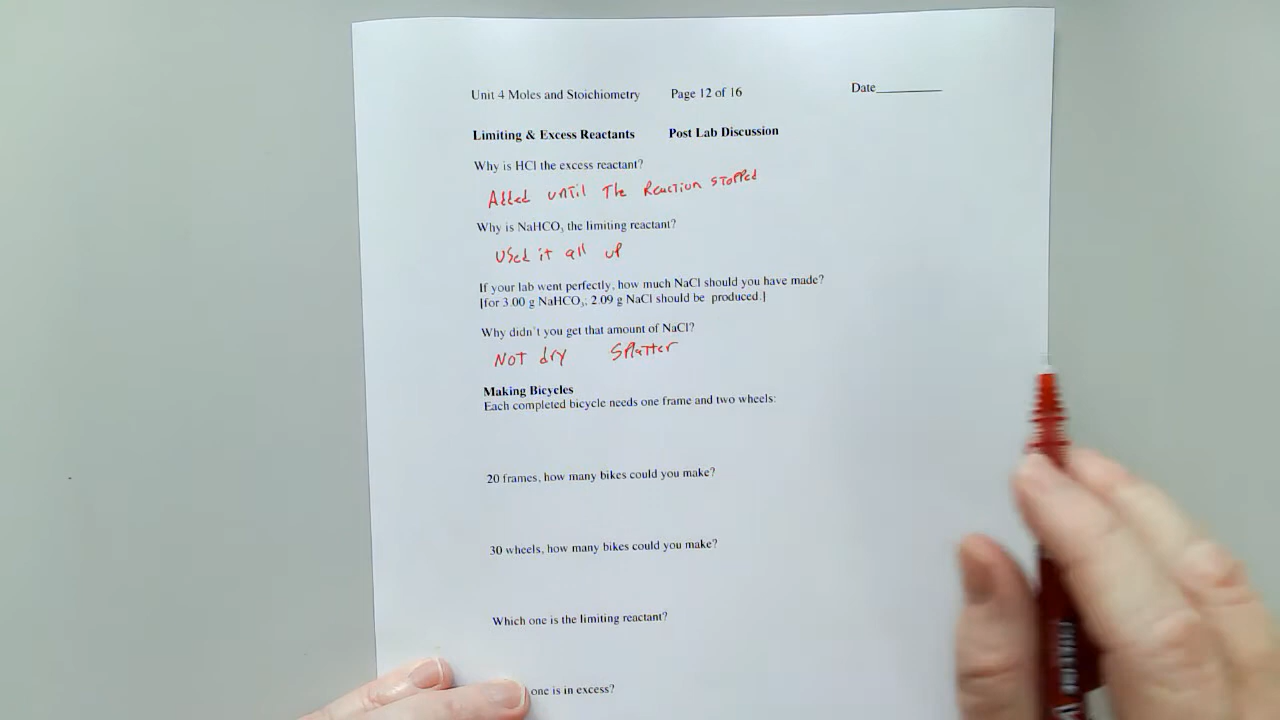 Unit 4 Moles and Stoichiometry Page 12 of 16 Date________
Limiting & Excess Reactants Post Lab Discussion
Why is HCl the excess reactant?
Added until The Reaction stopped
Why is NaHCO₃ the limiting reactant?
Used it all up
If your lab went perfectly, how much NaCl should you have made?
[for 3.00 g NaHCO₃, 2.09 g NaCl should be produced.]
Why didn't you get that amount of NaCl?
Not dry Splatter
Making Bicycles
Each completed bicycle needs one frame and two wheels:
20 frames, how many bikes could you make?
30 wheels, how many bikes could you make?
Which one is the limiting reactant?
one is in excess?